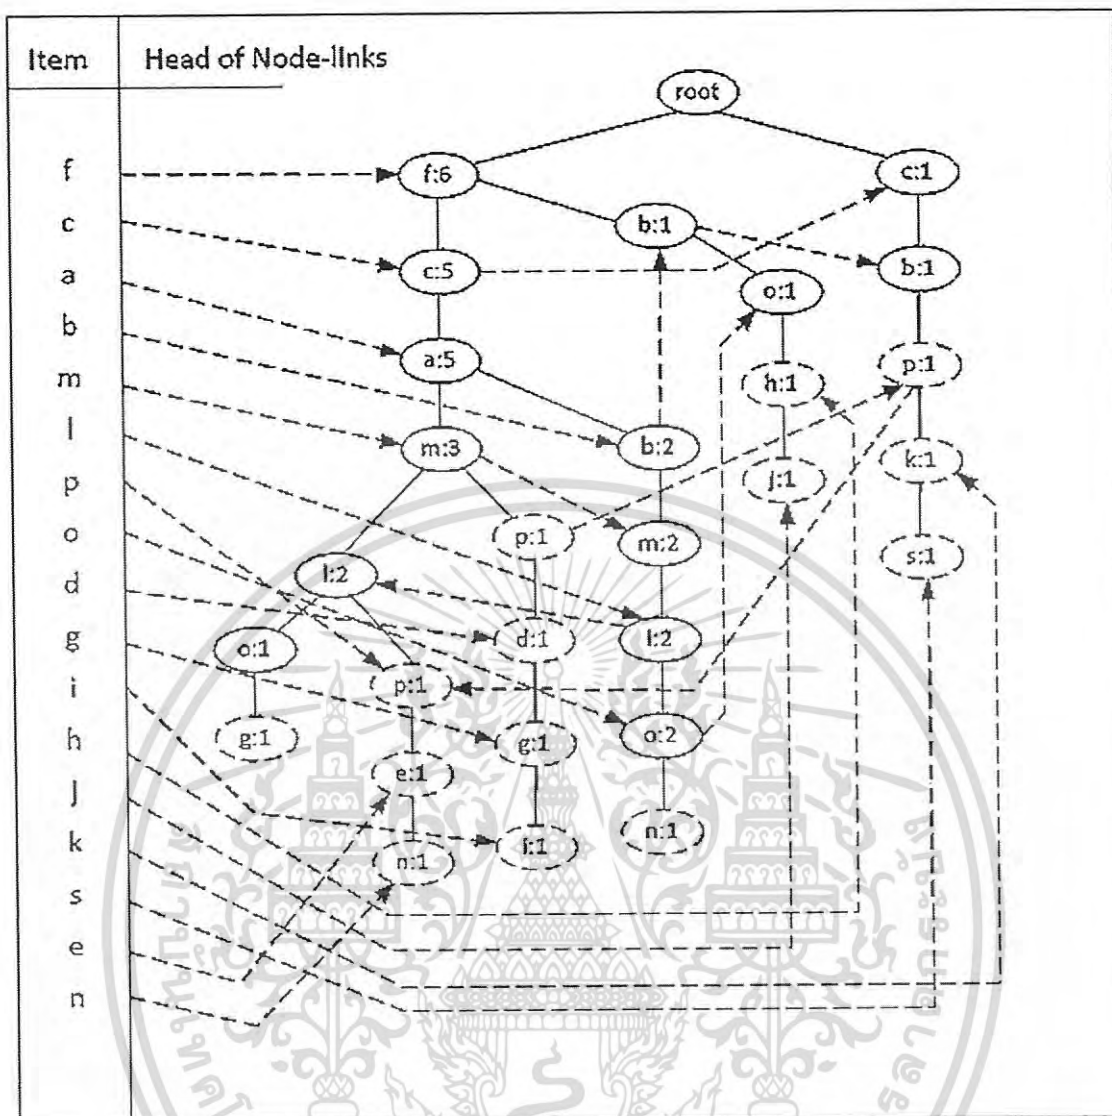 Item Head of Node-links
root
f f:6 c:1
c b:1
c:5 b:1
a o:1
b a:5 p:1
m h:1
l m:3 b:2 k:1
p j:1
o p:1 m:2 s:1
d l:2
g o:1 d:1 l:2
i p:1
h g:1 g:1 o:2
j e:1
k n:1 i:1 n:1
s
e
n